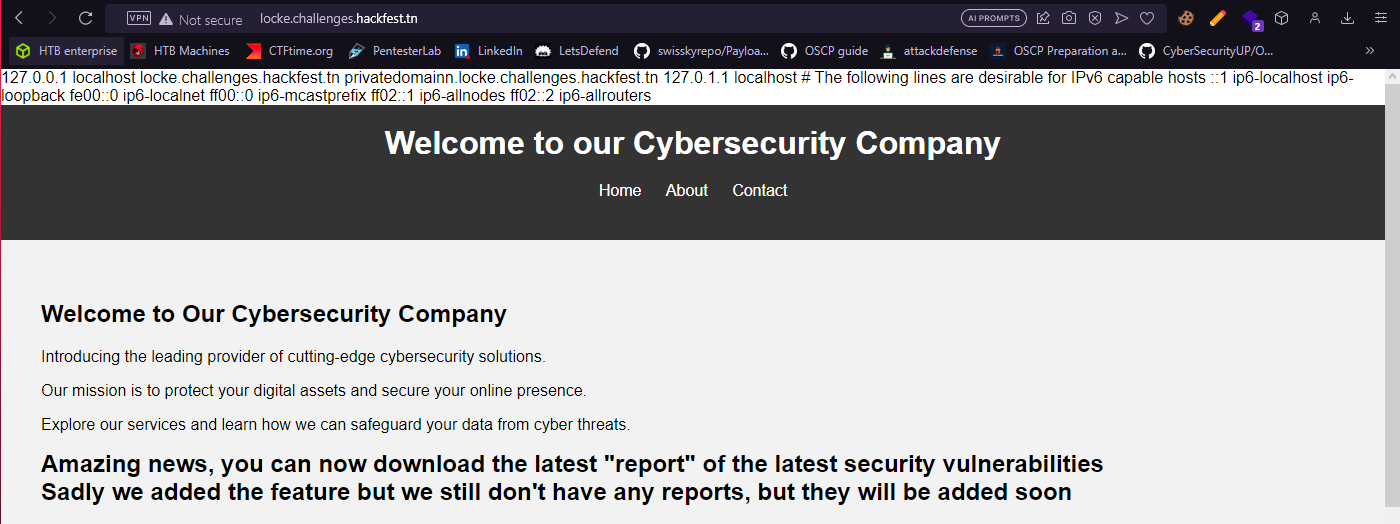 VPN Not secure locke.challenges.hackfest.tn AI PROMPTS
2
HTB enterprise HTB Machines CTFtime.org PentesterLab LinkedIn LetsDefend swisskyrepo/Payloa... OSCP guide attackdefense OSCP Preparation a... CyberSecurityUP/O...
127.0.0.1 localhost locke.challenges.hackfest.tn privatedomainn.locke.challenges.hackfest.tn 127.0.1.1 localhost # The following lines are desirable for IPv6 capable hosts ::1 ip6-localhost ip6-
loopback fe00::0 ip6-localnet ff00::0 ip6-mcastprefix ff02::1 ip6-allnodes ff02::2 ip6-allrouters
Welcome to our Cybersecurity Company
Home About Contact
Welcome to Our Cybersecurity Company
Introducing the leading provider of cutting-edge cybersecurity solutions.
Our mission is to protect your digital assets and secure your online presence.
Explore our services and learn how we can safeguard your data from cyber threats.
Amazing news, you can now download the latest "report" of the latest security vulnerabilities
Sadly we added the feature but we still don't have any reports, but they will be added soon